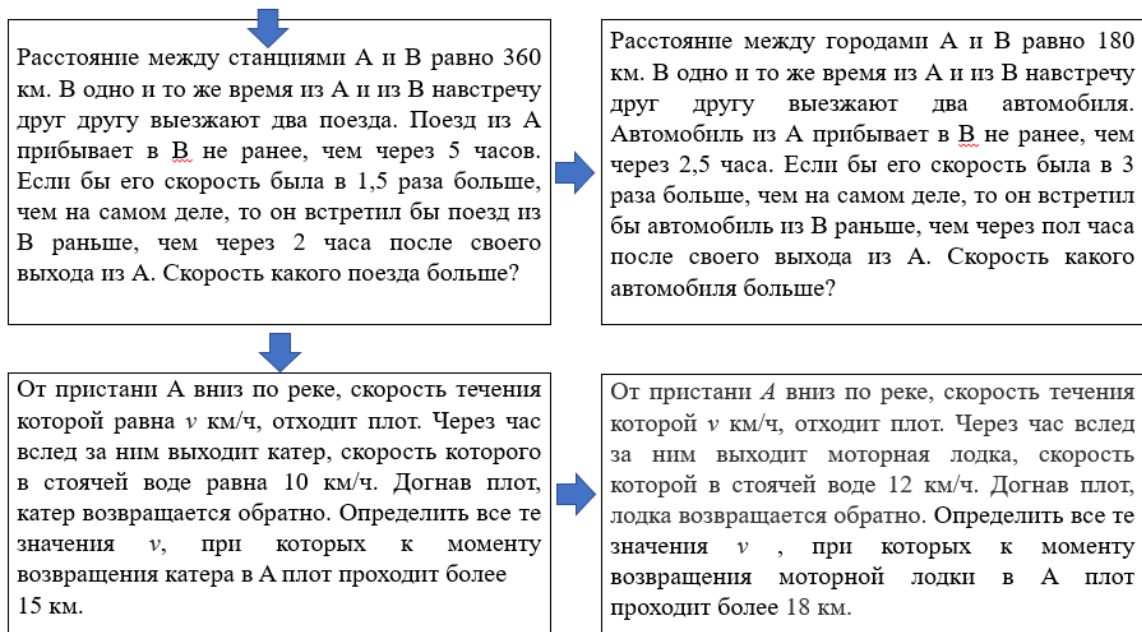 Расстояние между станциями А и В равно 360
км. В одно и то же время из А и из В навстречу
друг другу выезжают два поезда. Поезд из А
прибывает в В не ранее, чем через 5 часов.
Если бы его скорость была в 1,5 раза больше,
чем на самом деле, то он встретил бы поезд из
В раньше, чем через 2 часа после своего
выхода из А. Скорость какого поезда больше?
Расстояние между городами А и В равно 180
км. В одно и то же время из А и из В навстречу
друг другу выезжают два автомобиля.
Автомобиль из А прибывает в В не ранее, чем
через 2,5 часа. Если бы его скорость была в 3
раза больше, чем на самом деле, то он встретил
бы автомобиль из В раньше, чем через пол часа
после своего выхода из А. Скорость какого
автомобиля больше?
От пристани А вниз по реке, скорость течения
которой равна v км/ч, отходит плот. Через час
вслед за ним выходит катер, скорость которого
в стоячей воде равна 10 км/ч. Догнав плот,
катер возвращается обратно. Определить все те
значения v, при которых к моменту
возвращения катера в А плот проходит более
15 км.
От пристани А вниз по реке, скорость течения
которой v км/ч, отходит плот. Через час вслед
за ним выходит моторная лодка, скорость
которой в стоячей воде 12 км/ч. Догнав плот,
лодка возвращается обратно. Определить все те
значения v , при которых к моменту
возвращения моторной лодки в А плот
проходит более 18 км.